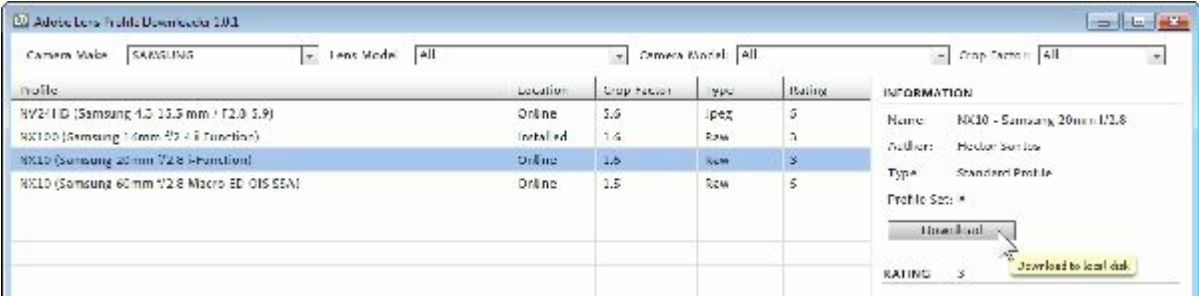 Adobe Lens Profile Downloader 1.0.1
Camera Make: SAMSUNG Lens Model All Camera Model: All Crop Factor: All
Profile Location Crop Factor Type Rating
NV24HD (Samsung 4.3-15.5 mm / F2.8-5.9) Online 5.6 Jpeg 5
NX100 (Samsung 16mm f/2.4 i-Function) Installed 1.6 Raw 3
NX10 (Samsung 20 mm f/2.8 i-Function) Online 1.5 Raw 3
NX10 (Samsung 60mm f/2.8 Macro ED OIS SSA) Online 1.5 Raw 5
INFORMATION
Name: NX10 - Samsung 20mm f/2.8
Author: Hector Santos
Type: Standard Profile
Profile Set:
Download
Download to local disk
RATING 3